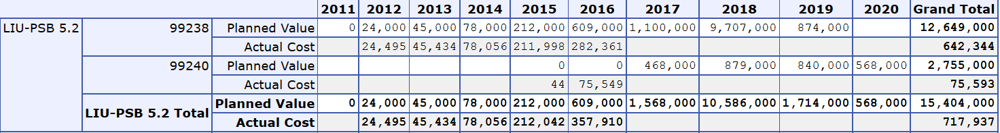 2011 2012 2013 2014 2015 2016 2017 2018 2019 2020 Grand Total
LIU-PSB 5.2 99238 Planned Value 0 24,000 45,000 78,000 212,000 609,000 1,100,000 9,707,000 874,000 12,649,000
Actual Cost 24,495 45,434 78,056 211,998 282,361 642,344
99240 Planned Value 0 0 468,000 879,000 840,000 568,000 2,755,000
Actual Cost 44 75,549 75,593
LIU-PSB 5.2 Total Planned Value 0 24,000 45,000 78,000 212,000 609,000 1,568,000 10,586,000 1,714,000 568,000 15,404,000
Actual Cost 24,495 45,434 78,056 212,042 357,910 717,937